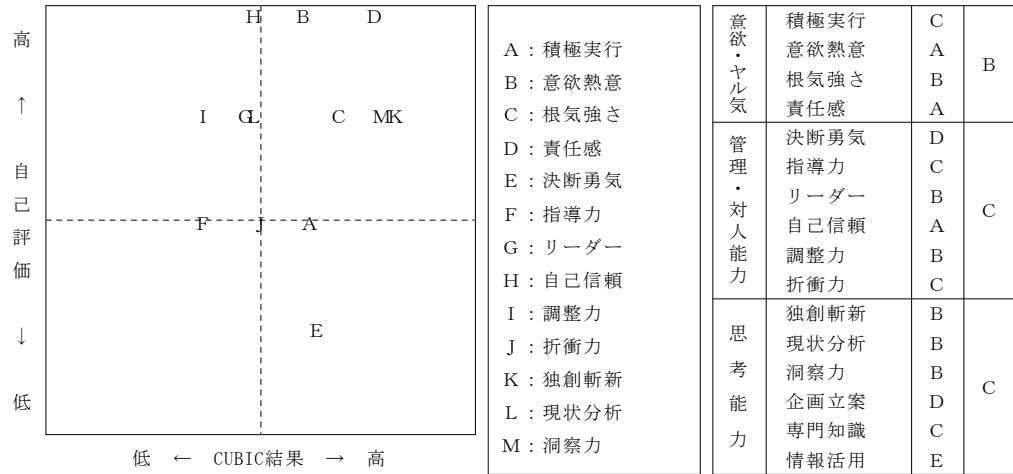 高
↑
自
己
評
価
↓
低
H B D
I G L C M K
F J A
E
低 ← CUBIC結果 → 高
A：積極実行
B：意欲熱意
C：根気強さ
D：責任感
E：決断勇気
F：指導力
G：リーダー
H：自己信頼
I：調整力
J：折衝力
K：独創斬新
L：現状分析
M：洞察力
意欲・ヤル気
積極実行 C
意欲熱意 A
根気強さ B
責任感 A
B
管理・対人能力
決断勇気 D
指導力 C
リーダー B
自己信頼 A
調整力 B
折衝力 C
C
思考能力
独創斬新 B
現状分析 B
洞察力 B
企画立案 D
専門知識 C
情報活用 E
C